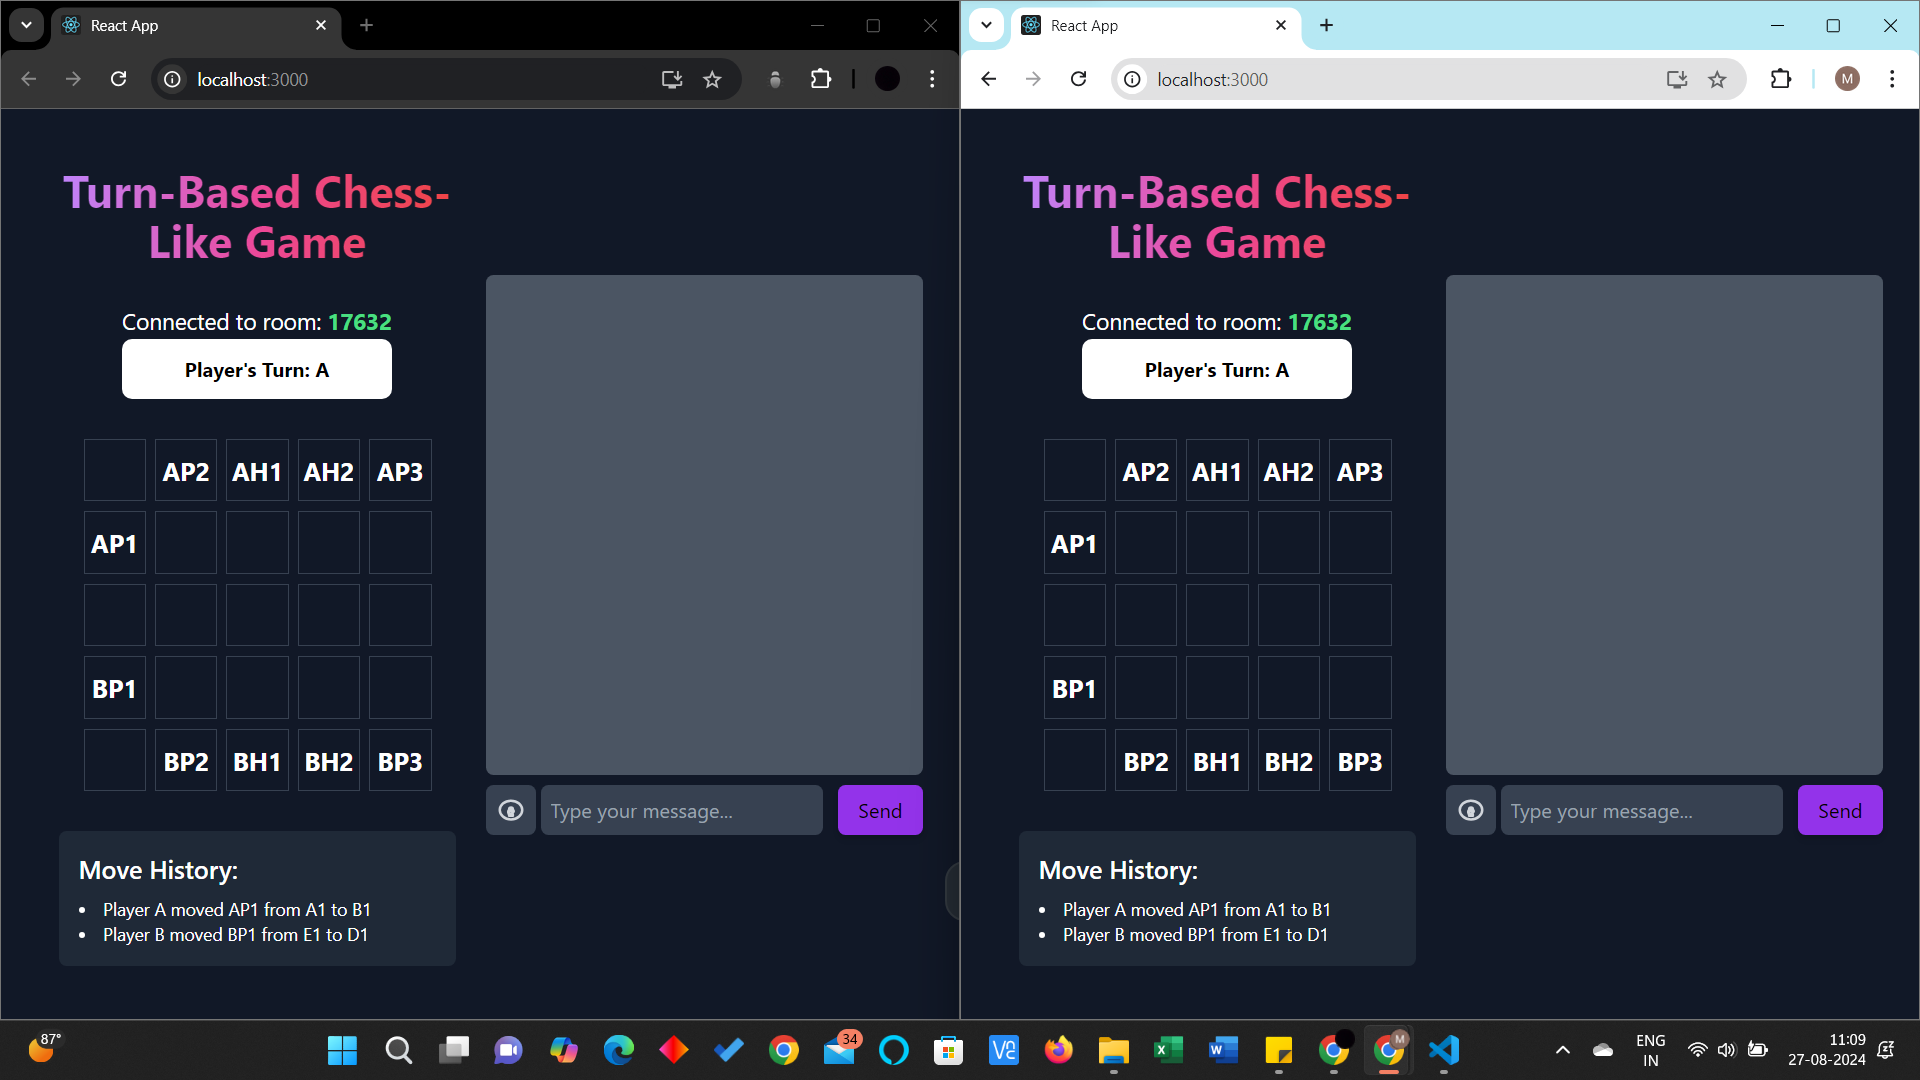 React App
localhost:3000
Turn-Based Chess-
Like Game
Connected to room: 17632
Player's Turn: A
AP2 AH1 AH2 AP3
AP1
BP1
BP2 BH1 BH2 BP3
Type your message...
Send
Move History:
• Player A moved AP1 from A1 to B1
• Player B moved BP1 from E1 to D1
React App
localhost:3000
M
Turn-Based Chess-
Like Game
Connected to room: 17632
Player's Turn: A
AP2 AH1 AH2 AP3
AP1
BP1
BP2 BH1 BH2 BP3
Type your message...
Send
Move History:
• Player A moved AP1 from A1 to B1
• Player B moved BP1 from E1 to D1
87°
34
M
ENG
IN
11:09
27-08-2024